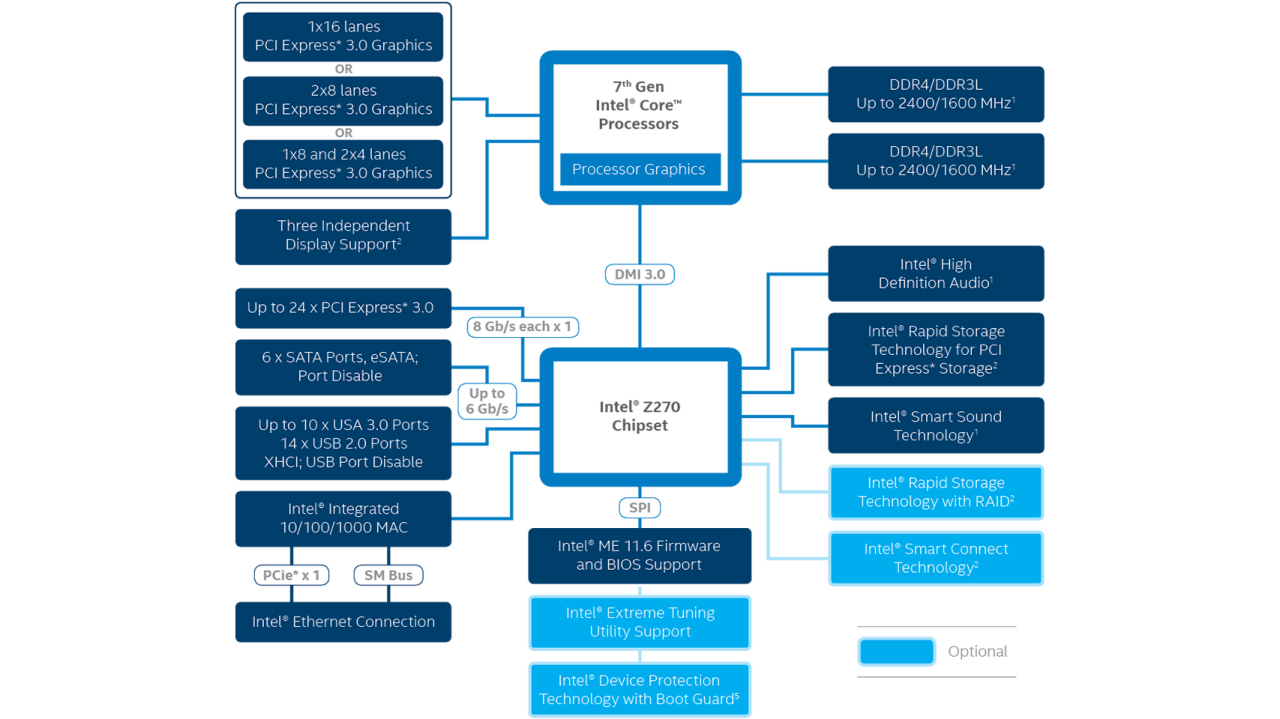 1x16 lanes
PCI Express* 3.0 Graphics
OR
2x8 lanes
PCI Express* 3.0 Graphics
OR
1x8 and 2x4 lanes
PCI Express* 3.0 Graphics
Three Independent
Display Support²
7th Gen
Intel® Core™
Processors
Processor Graphics
DDR4/DDR3L
Up to 2400/1600 MHz¹
DDR4/DDR3L
Up to 2400/1600 MHz¹
DMI 3.0
Up to 24 x PCI Express* 3.0
8 Gb/s each x 1
6 x SATA Ports, eSATA;
Port Disable
Up to
6 Gb/s
Up to 10 x USA 3.0 Ports
14 x USB 2.0 Ports
XHCI; USB Port Disable
Intel® Integrated
10/100/1000 MAC
PCie* x 1
SM Bus
Intel® Ethernet Connection
Intel® Z270
Chipset
SPI
Intel® ME 11.6 Firmware
and BIOS Support
Intel® Extreme Tuning
Utility Support
Intel® Device Protection
Technology with Boot Guard⁵
Intel® High
Definition Audio¹
Intel® Rapid Storage
Technology for PCI
Express* Storage²
Intel® Smart Sound
Technology¹
Intel® Rapid Storage
Technology with RAID²
Intel® Smart Connect
Technology²
Optional